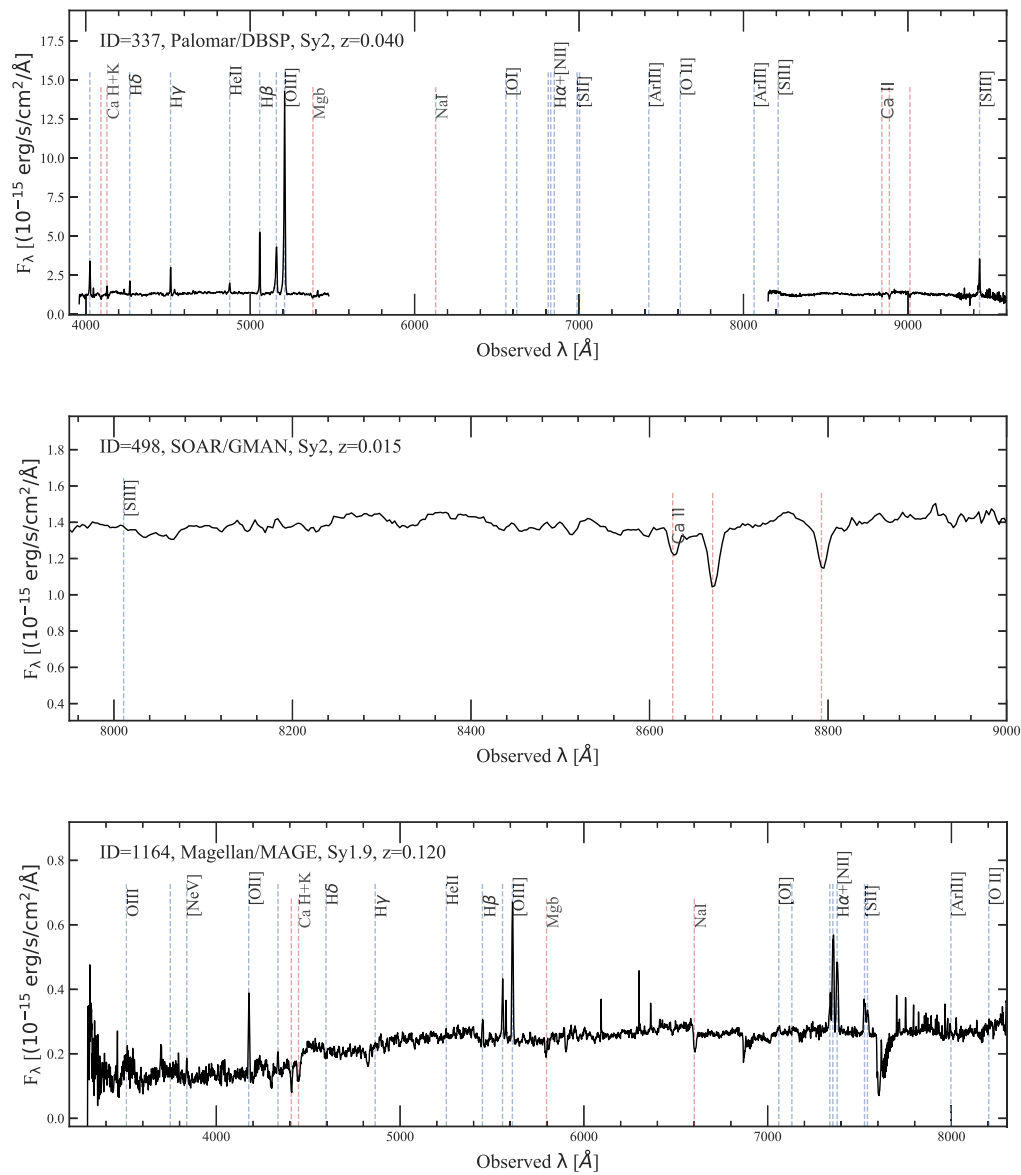 ID=337, Palomar/DBSP, Sy2, z=0.040
Ca H+K
Hδ
Hγ
HeII
Hβ
[OIII]
Mgb
NaI
[OI]
Hα+[NII]
[SII]
[ArIII]
[O II]
[ArIII]
[SIII]
Ca II
[SIII]
17.5
15.0
12.5
10.0
7.5
5.0
2.5
0.0
Fλ [(10⁻¹⁵ erg/s/cm²/Å]
4000 5000 6000 7000 8000 9000
Observed λ [Å]
ID=498, SOAR/GMAN, Sy2, z=0.015
[SIII]
Ca II
1.8
1.6
1.4
1.2
1.0
0.8
0.6
0.4
Fλ [(10⁻¹⁵ erg/s/cm²/Å]
8000 8200 8400 8600 8800 9000
Observed λ [Å]
ID=1164, Magellan/MAGE, Sy1.9, z=0.120
OIII
[NeV]
[OII]
Ca H+K
Hδ
Hγ
HeII
Hβ
[OIII]
Mgb
NaI
[OI]
Hα+[NII]
[SII]
[ArIII]
[O II]
0.8
0.6
0.4
0.2
0.0
Fλ [(10⁻¹⁵ erg/s/cm²/Å]
4000 5000 6000 7000 8000
Observed λ [Å]